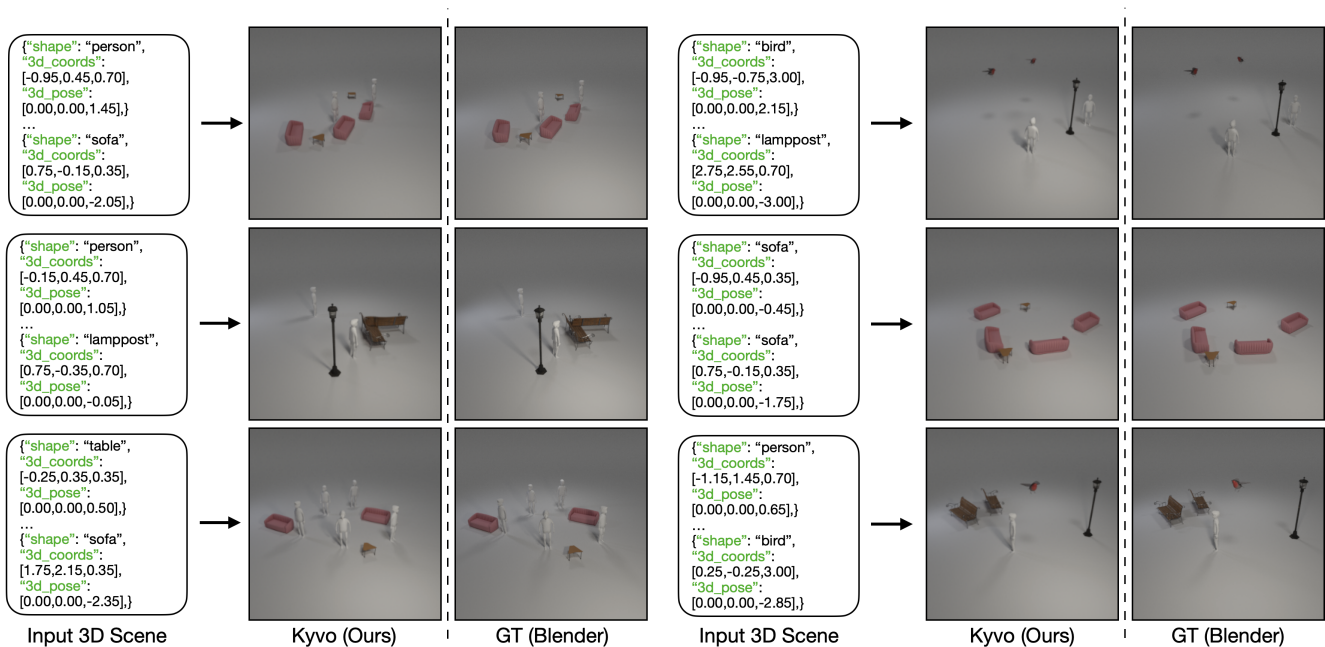 {“shape”: “person”,
“3d_coords”:
[-0.95,0.45,0.70],
“3d_pose”:
[0.00,0.00,1.45],}
...
{“shape”: “sofa”,
“3d_coords”:
[0.75,-0.15,0.35],
“3d_pose”:
[0.00,0.00,-2.05],}
{“shape”: “bird”,
“3d_coords”:
[-0.95,-0.75,3.00],
“3d_pose”:
[0.00,0.00,2.15],}
...
{“shape”: “lamppost”,
“3d_coords”:
[2.75,2.55,0.70],
“3d_pose”:
[0.00,0.00,-3.00],}
{“shape”: “person”,
“3d_coords”:
[-0.15,0.45,0.70],
“3d_pose”:
[0.00,0.00,1.05],}
...
{“shape”: “lamppost”,
“3d_coords”:
[0.75,-0.35,0.70],
“3d_pose”:
[0.00,0.00,-0.05],}
{“shape”: “sofa”,
“3d_coords”:
[-0.95,0.45,0.35],
“3d_pose”:
[0.00,0.00,-0.45],}
...
{“shape”: “sofa”,
“3d_coords”:
[0.75,-0.15,0.35],
“3d_pose”:
[0.00,0.00,-1.75],}
{“shape”: “table”,
“3d_coords”:
[-0.25,0.35,0.35],
“3d_pose”:
[0.00,0.00,0.50],}
...
{“shape”: “sofa”,
“3d_coords”:
[1.75,2.15,0.35],
“3d_pose”:
[0.00,0.00,-2.35],}
{“shape”: “person”,
“3d_coords”:
[-1.15,1.45,0.70],
“3d_pose”:
[0.00,0.00,0.65],}
...
{“shape”: “bird”,
“3d_coords”:
[0.25,-0.25,3.00],
“3d_pose”:
[0.00,0.00,-2.85],}
Input 3D Scene
Kyvo (Ours)
GT (Blender)
Input 3D Scene
Kyvo (Ours)
GT (Blender)